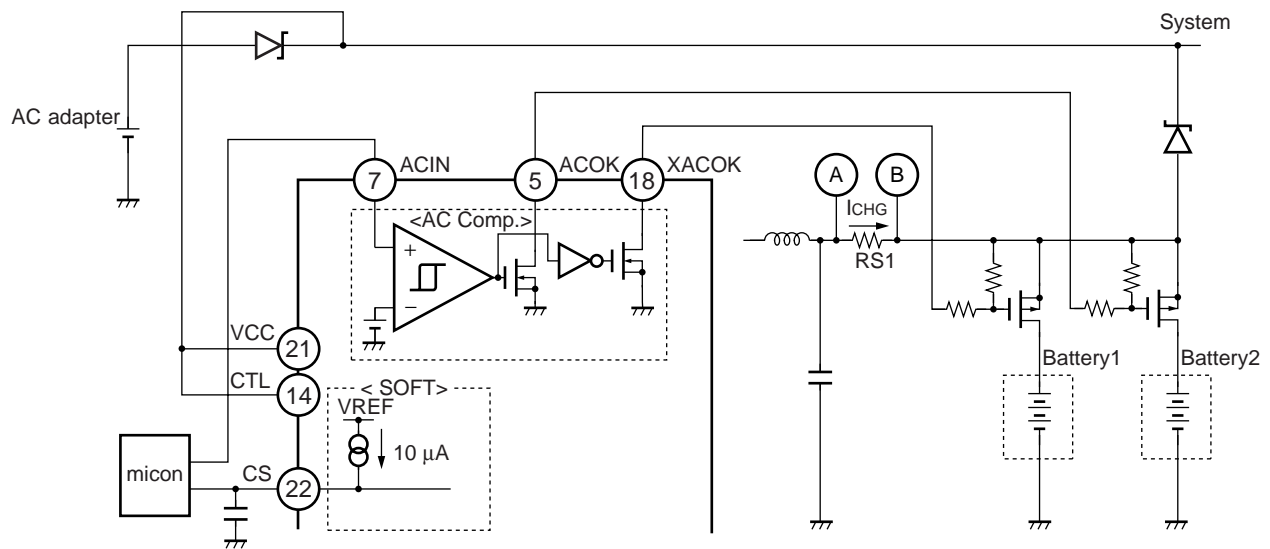 System
AC adapter
ACIN
ACOK
XACOK
7
5
18
A
B
<AC Comp.>
ICHG
+
RS1
−
VCC
21
Battery1
Battery2
CTL
14
< SOFT>
VREF
10 μA
micon
CS
22